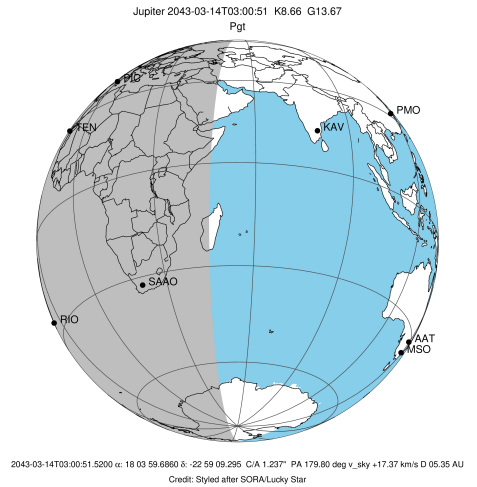 Jupiter 2043-03-14T03:00:51 K8.66 G13.67
Pgt
PIC
TEN
PMO
KAV
SAAO
RIO
AAT
MSO
2043-03-14T03:00:51.5200 α: 18 03 59.6860 δ: -22 59 09.295 C/A 1.237" PA 179.80 deg v_sky +17.37 km/s D 05.35 AU
Credit: Styled after SORA/Lucky Star